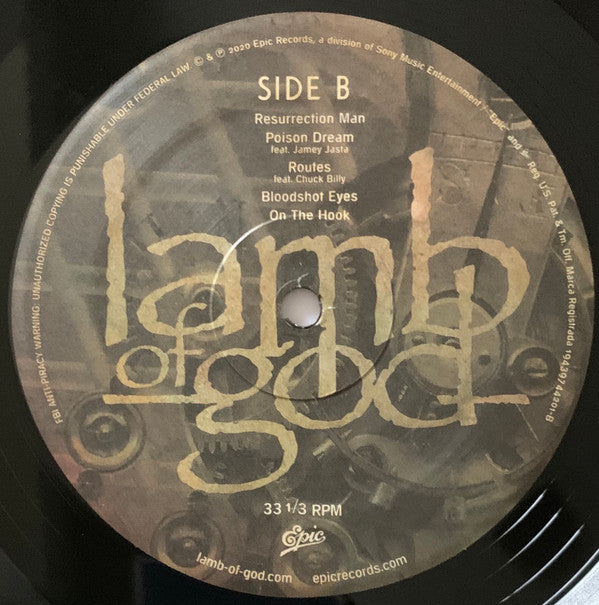 SIDE B
Resurrection Man
Poison Dream
feat. Jamey Jasta
Routes
feat. Chuck Billy
Bloodshot Eyes
On The Hook
lamb
of god
33 1/3 RPM
Epic
lamb-of-god.com epicrecords.com
FBI ANTI-PIRACY WARNING: UNAUTHORIZED COPYING IS PUNISHABLE UNDER FEDERAL LAW. © & ℗ 2020 Epic Records, a division of Sony Music Entertainment / "Epic" and Reg. U.S. Pat. & Tm. Off. Marca Registrada 19439744201-B